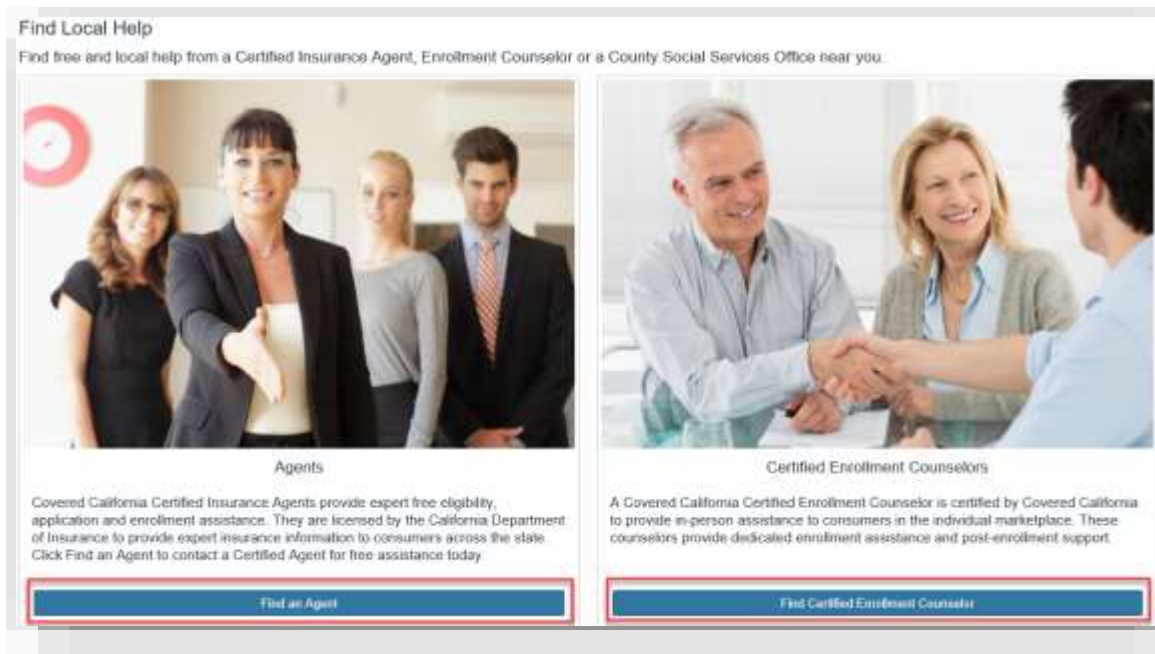 Find Local Help
Find free and local help from a Certified Insurance Agent, Enrollment Counselor or a County Social Services Office near you.
Agents
Covered California Certified Insurance Agents provide expert free eligibility,
application and enrollment assistance. They are licensed by the California Department
of Insurance to provide expert insurance information to consumers across the state.
Click Find an Agent to contact a Certified Agent for free assistance today.
Find an Agent
Certified Enrollment Counselors
A Covered California Certified Enrollment Counselor is certified by Covered California
to provide in-person assistance to consumers in the individual marketplace. These
counselors provide dedicated enrollment assistance and post-enrollment support.
Find Certified Enrollment Counselor